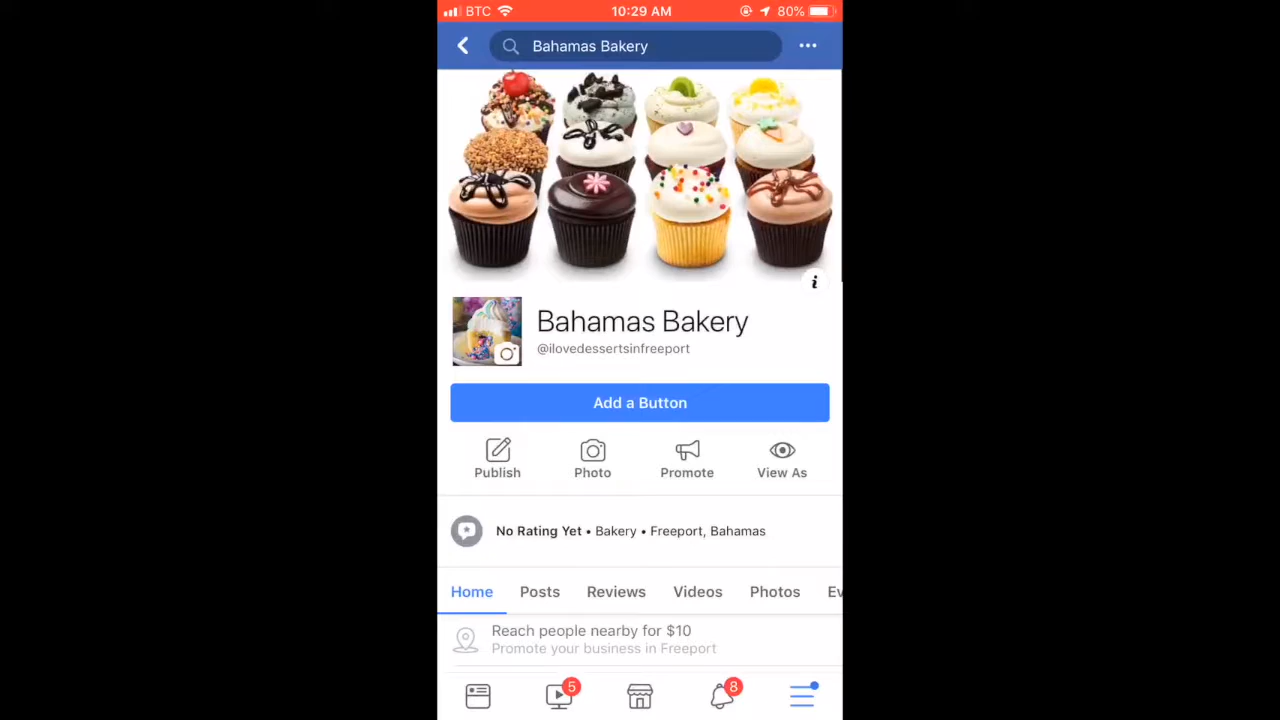 BTC 10:29 AM 80%
Bahamas Bakery
Bahamas Bakery
@ilovedessertsinfreeport
Add a Button
Publish Photo Promote View As
No Rating Yet • Bakery • Freeport, Bahamas
Home Posts Reviews Videos Photos Ev
Reach people nearby for $10
Promote your business in Freeport
5 8